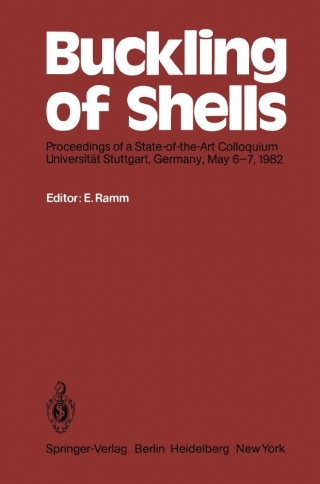 Buckling
of Shells
Proceedings of a State-of-the-Art Colloquium
Universität Stuttgart, Germany, May 6–7, 1982
Editor: E. Ramm
Springer-Verlag Berlin Heidelberg New York